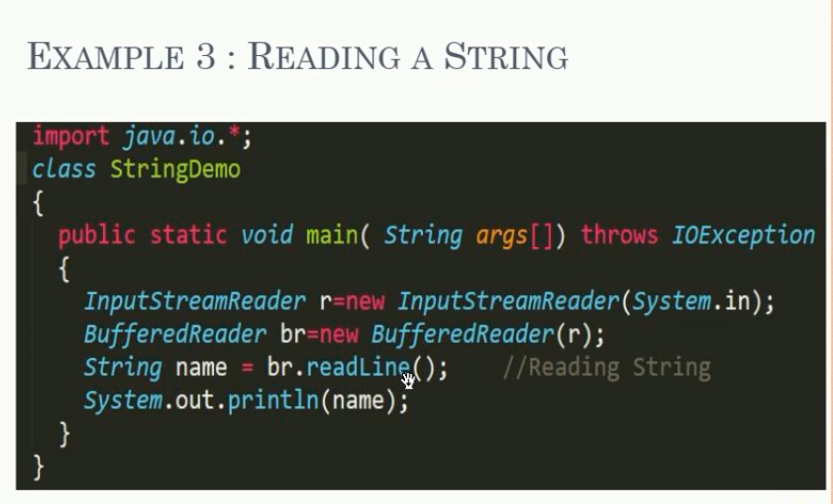 EXAMPLE 3 : READING A STRING
import java.io.*;
class StringDemo
{
public static void main( String args[]) throws IOException
{
InputStreamReader r=new InputStreamReader(System.in);
BufferedReader br=new BufferedReader(r);
String name = br.readLine(); //Reading String
System.out.println(name);
}
}